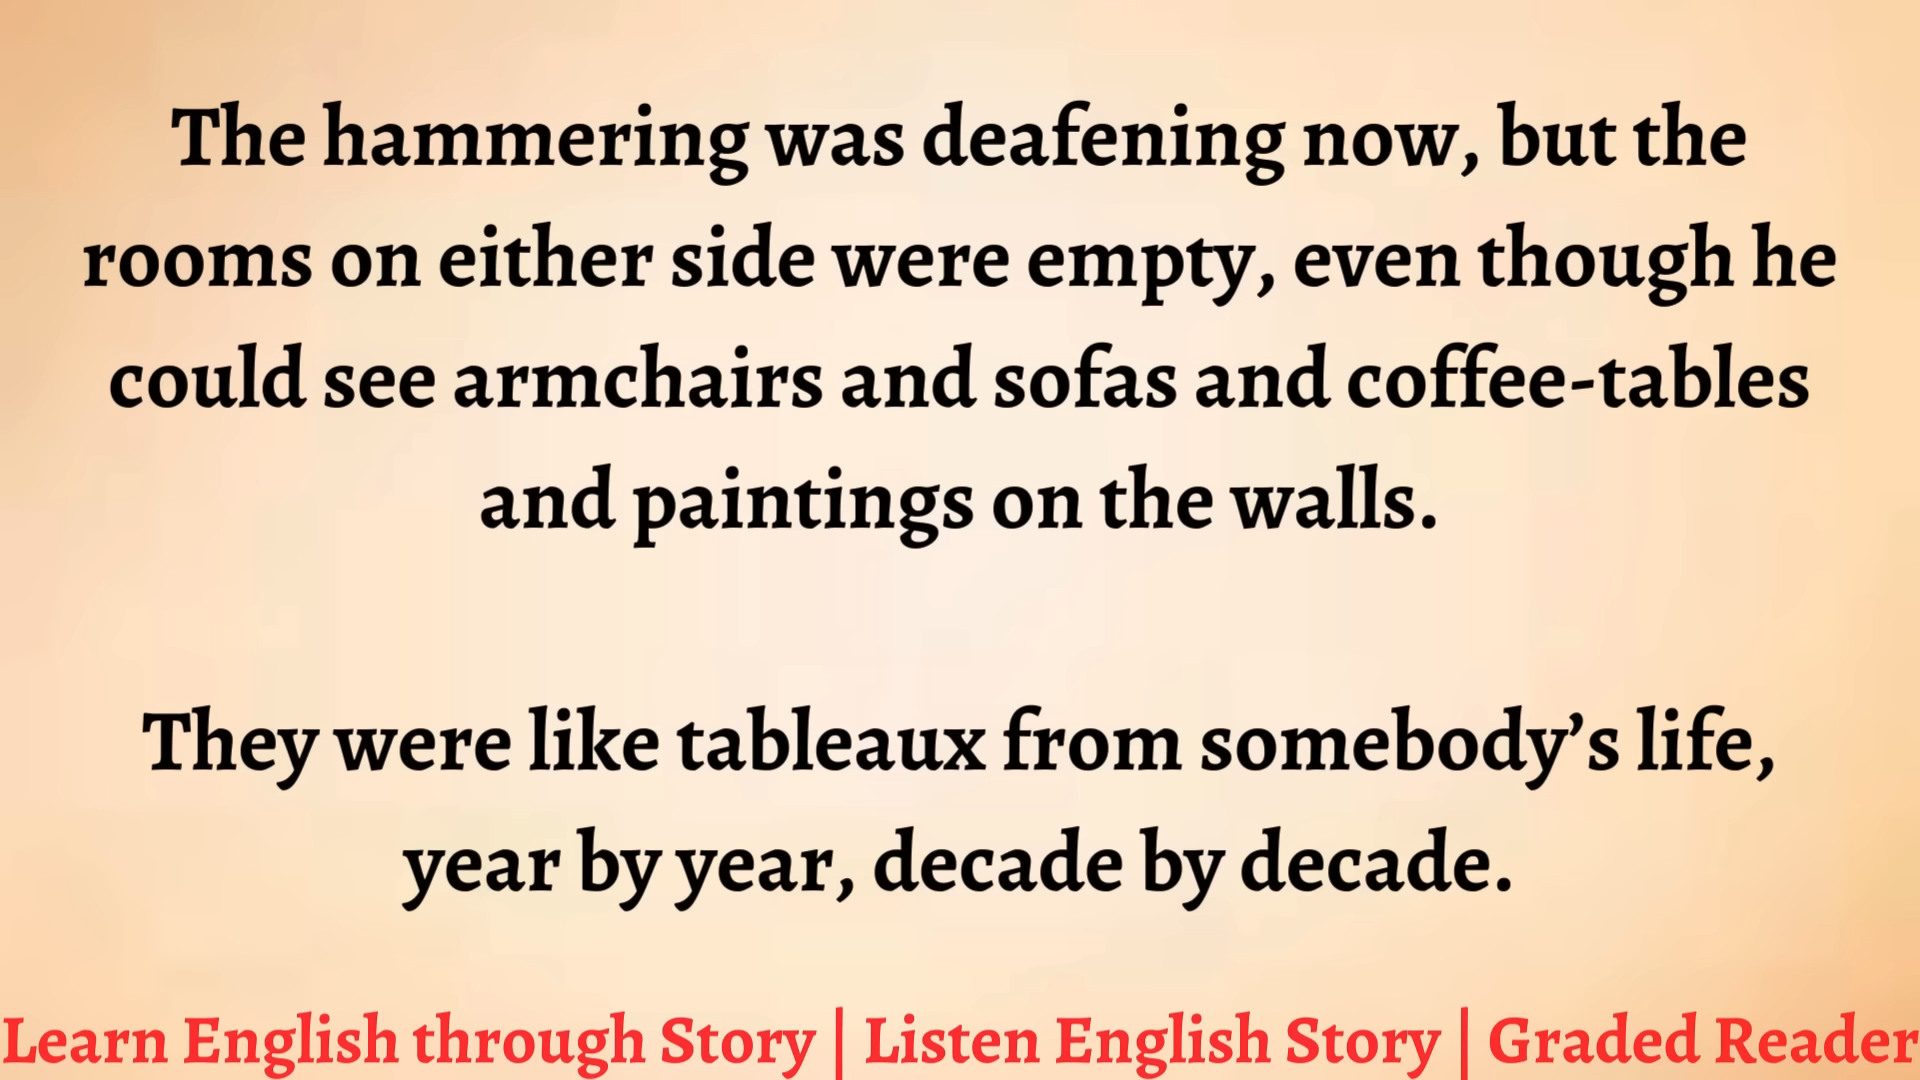 The hammering was deafening now, but the
rooms on either side were empty, even though he
could see armchairs and sofas and coffee-tables
and paintings on the walls.
They were like tableaux from somebody’s life,
year by year, decade by decade.
Learn English through Story | Listen English Story | Graded Reader